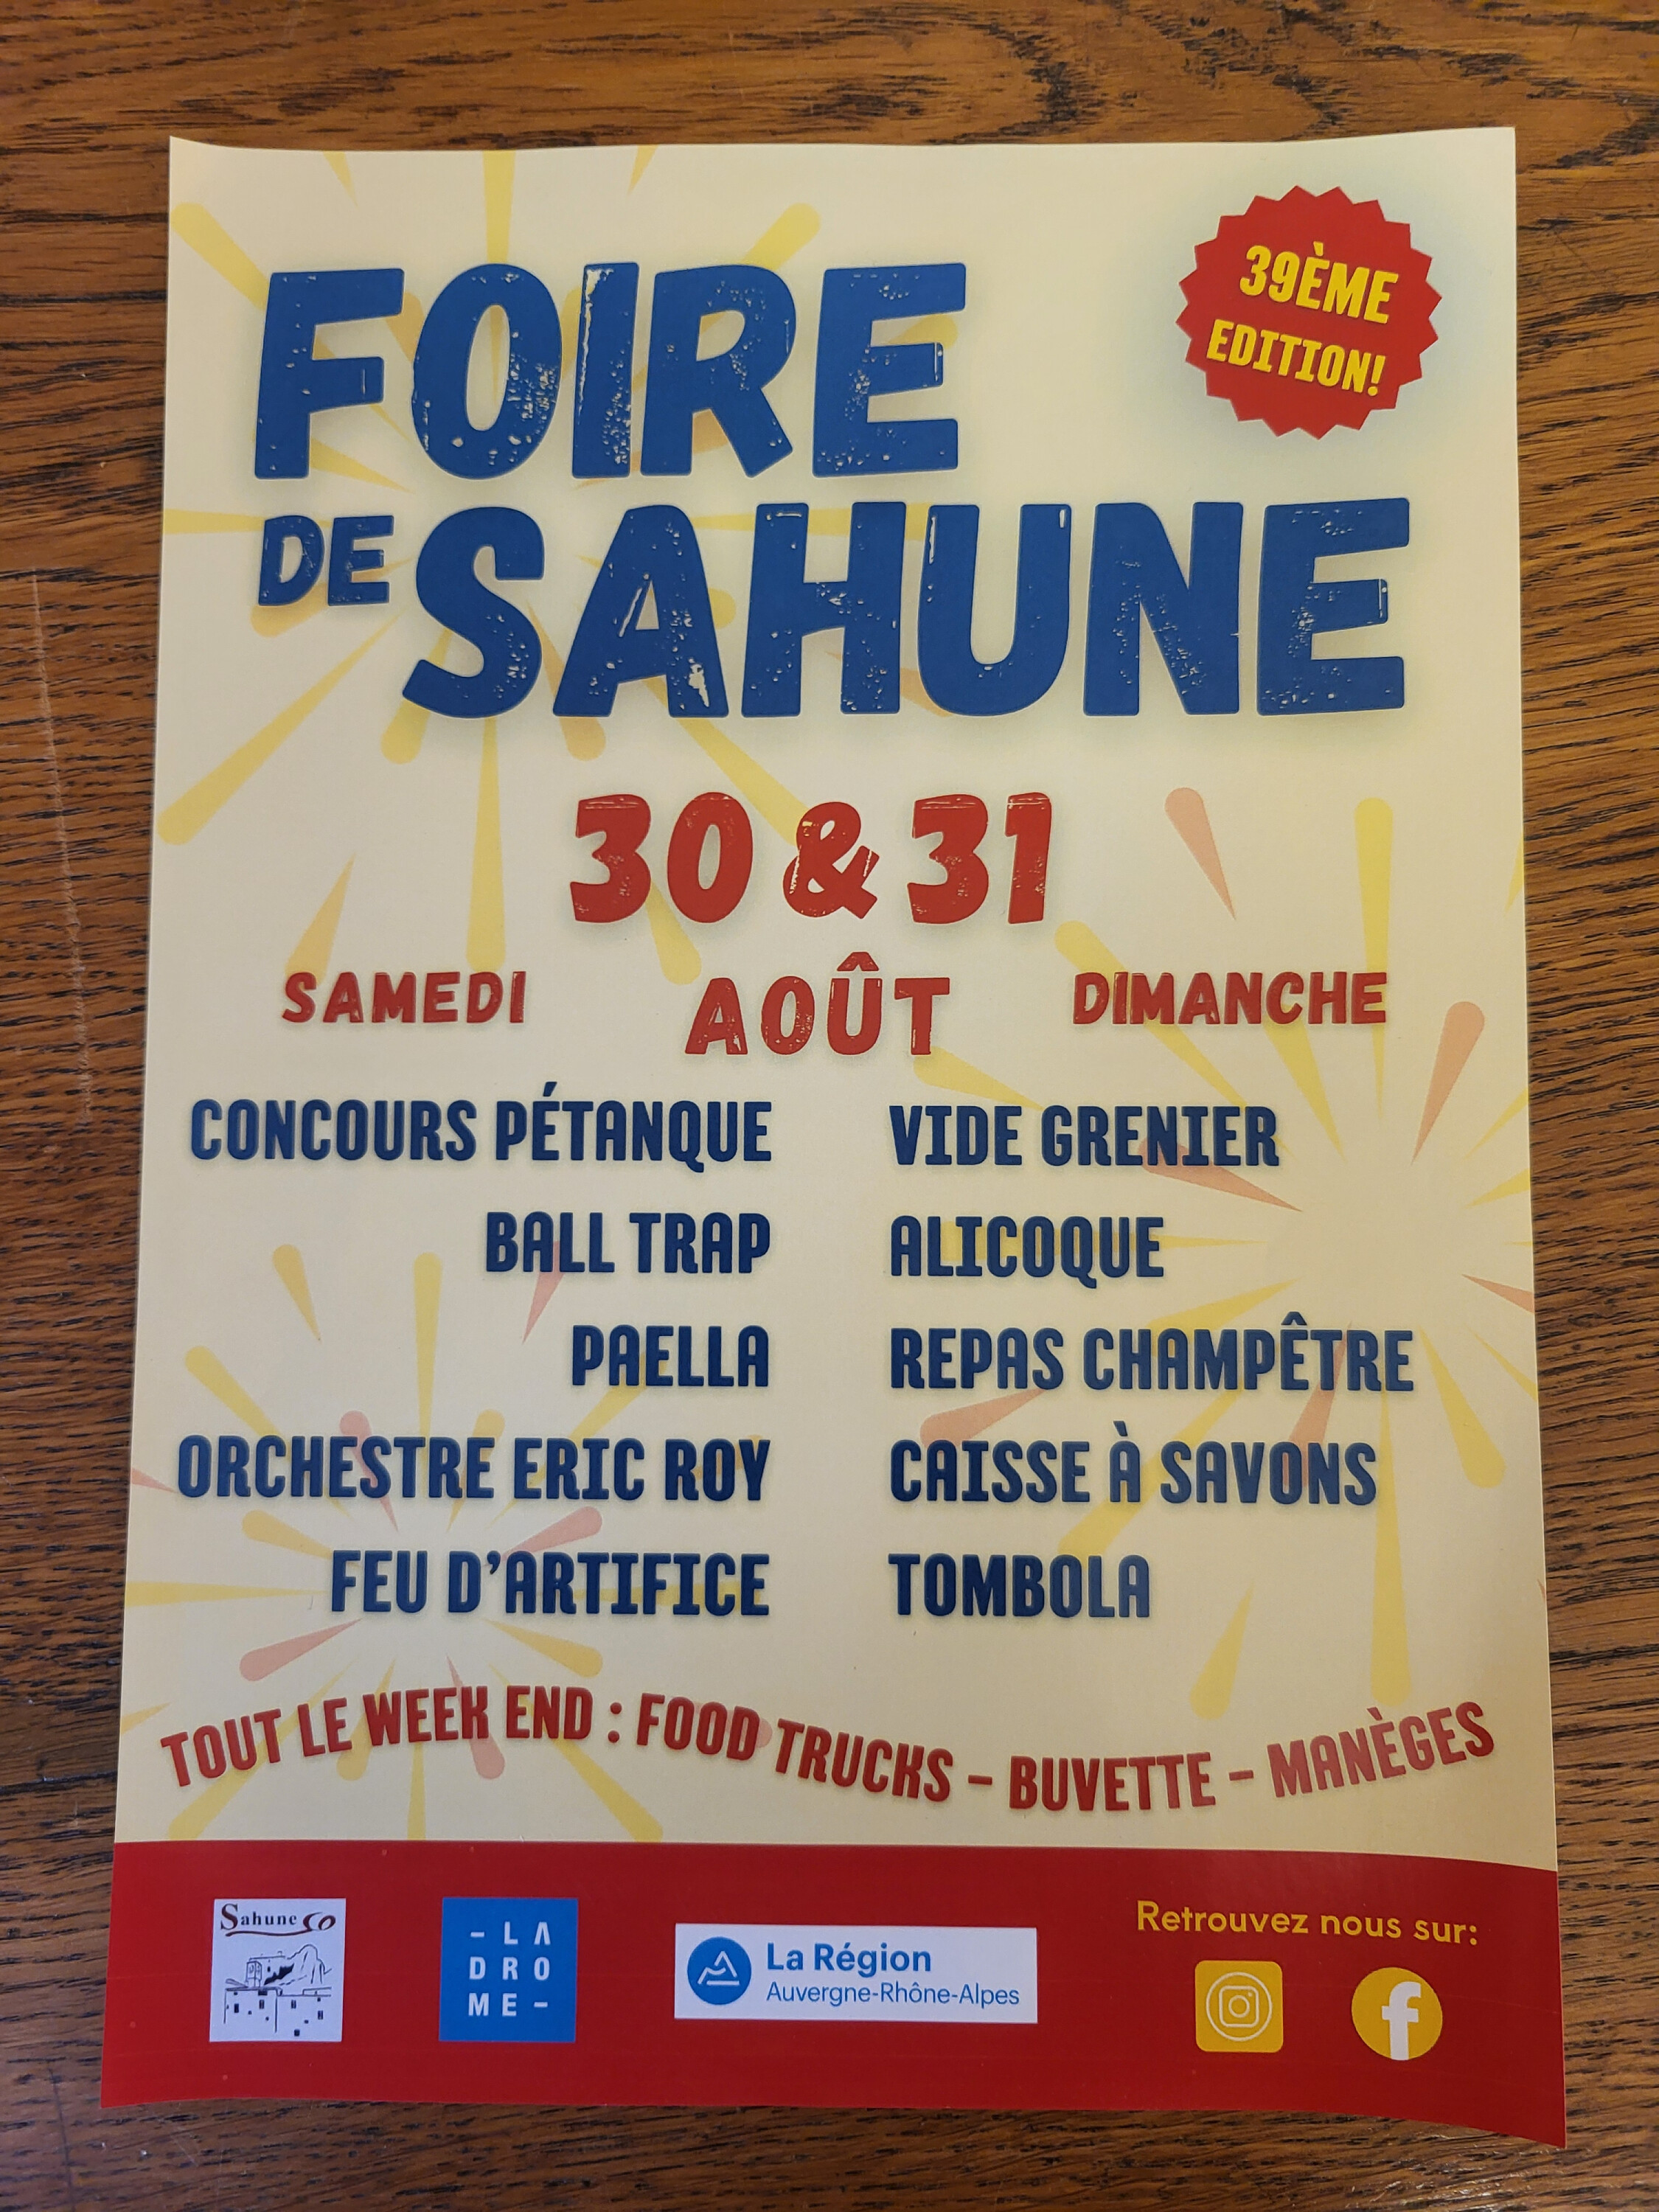 39ÈME
EDITION!
FOIRE
DE SAHUNE
30 & 31
SAMEDI AOÛT DIMANCHE
CONCOURS PÉTANQUE
BALL TRAP
PAELLA
ORCHESTRE ERIC ROY
FEU D'ARTIFICE
VIDE GRENIER
ALICOQUE
REPAS CHAMPÊTRE
CAISSE À SAVONS
TOMBOLA
TOUT LE WEEK END : FOOD TRUCKS – BUVETTE – MANÈGES
Sahune
– LA
DRO
ME –
La Région
Auvergne-Rhône-Alpes
Retrouvez nous sur: